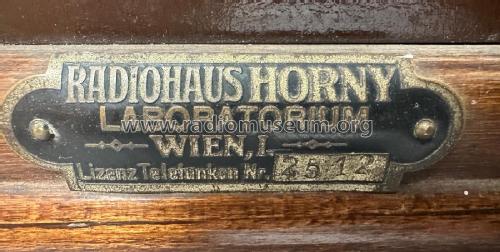 RADIOHAUS HORNY
LABORATORIUM
www.radiomuseum.org
WIEN, I.
Lizenz Telefunken Nr. 2512